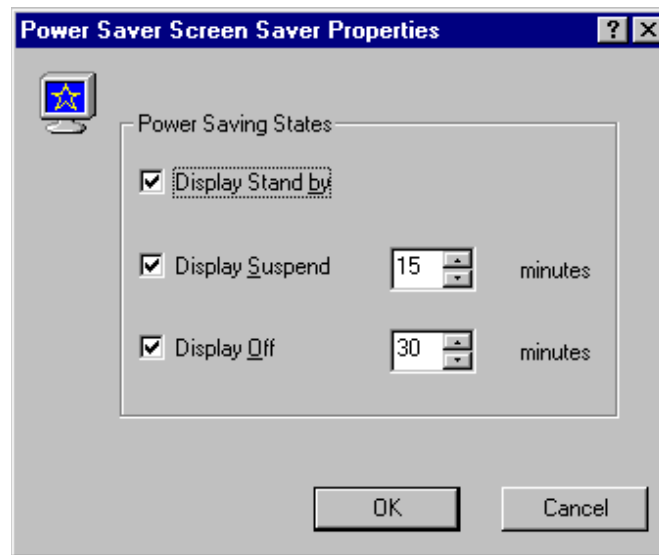 Power Saver Screen Saver Properties
Power Saving States
Display Stand by
Display Suspend 15 minutes
Display Off 30 minutes
OK Cancel